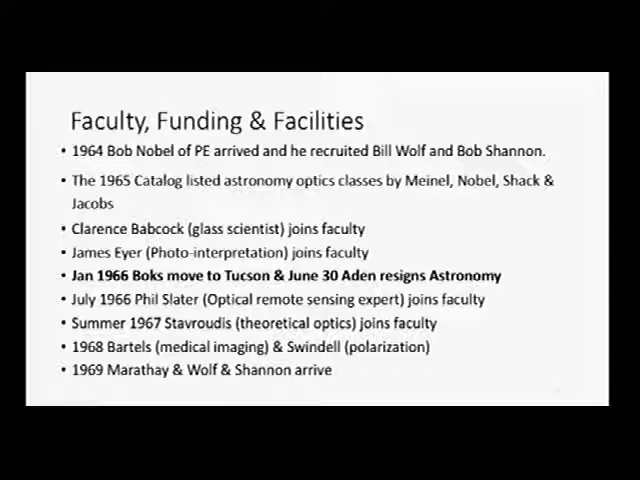 Faculty, Funding & Facilities
• 1964 Bob Nobel of PE arrived and he recruited Bill Wolf and Bob Shannon.
• The 1965 Catalog listed astronomy optics classes by Meinel, Nobel, Shack &
Jacobs
• Clarence Babcock (glass scientist) joins faculty
• James Eyer (Photo-interpretation) joins faculty
• Jan 1966 Boks move to Tucson & June 30 Aden resigns Astronomy
• July 1966 Phil Slater (Optical remote sensing expert) joins faculty
• Summer 1967 Stavroudis (theoretical optics) joins faculty
• 1968 Bartels (medical imaging) & Swindell (polarization)
• 1969 Marathay & Wolf & Shannon arrive